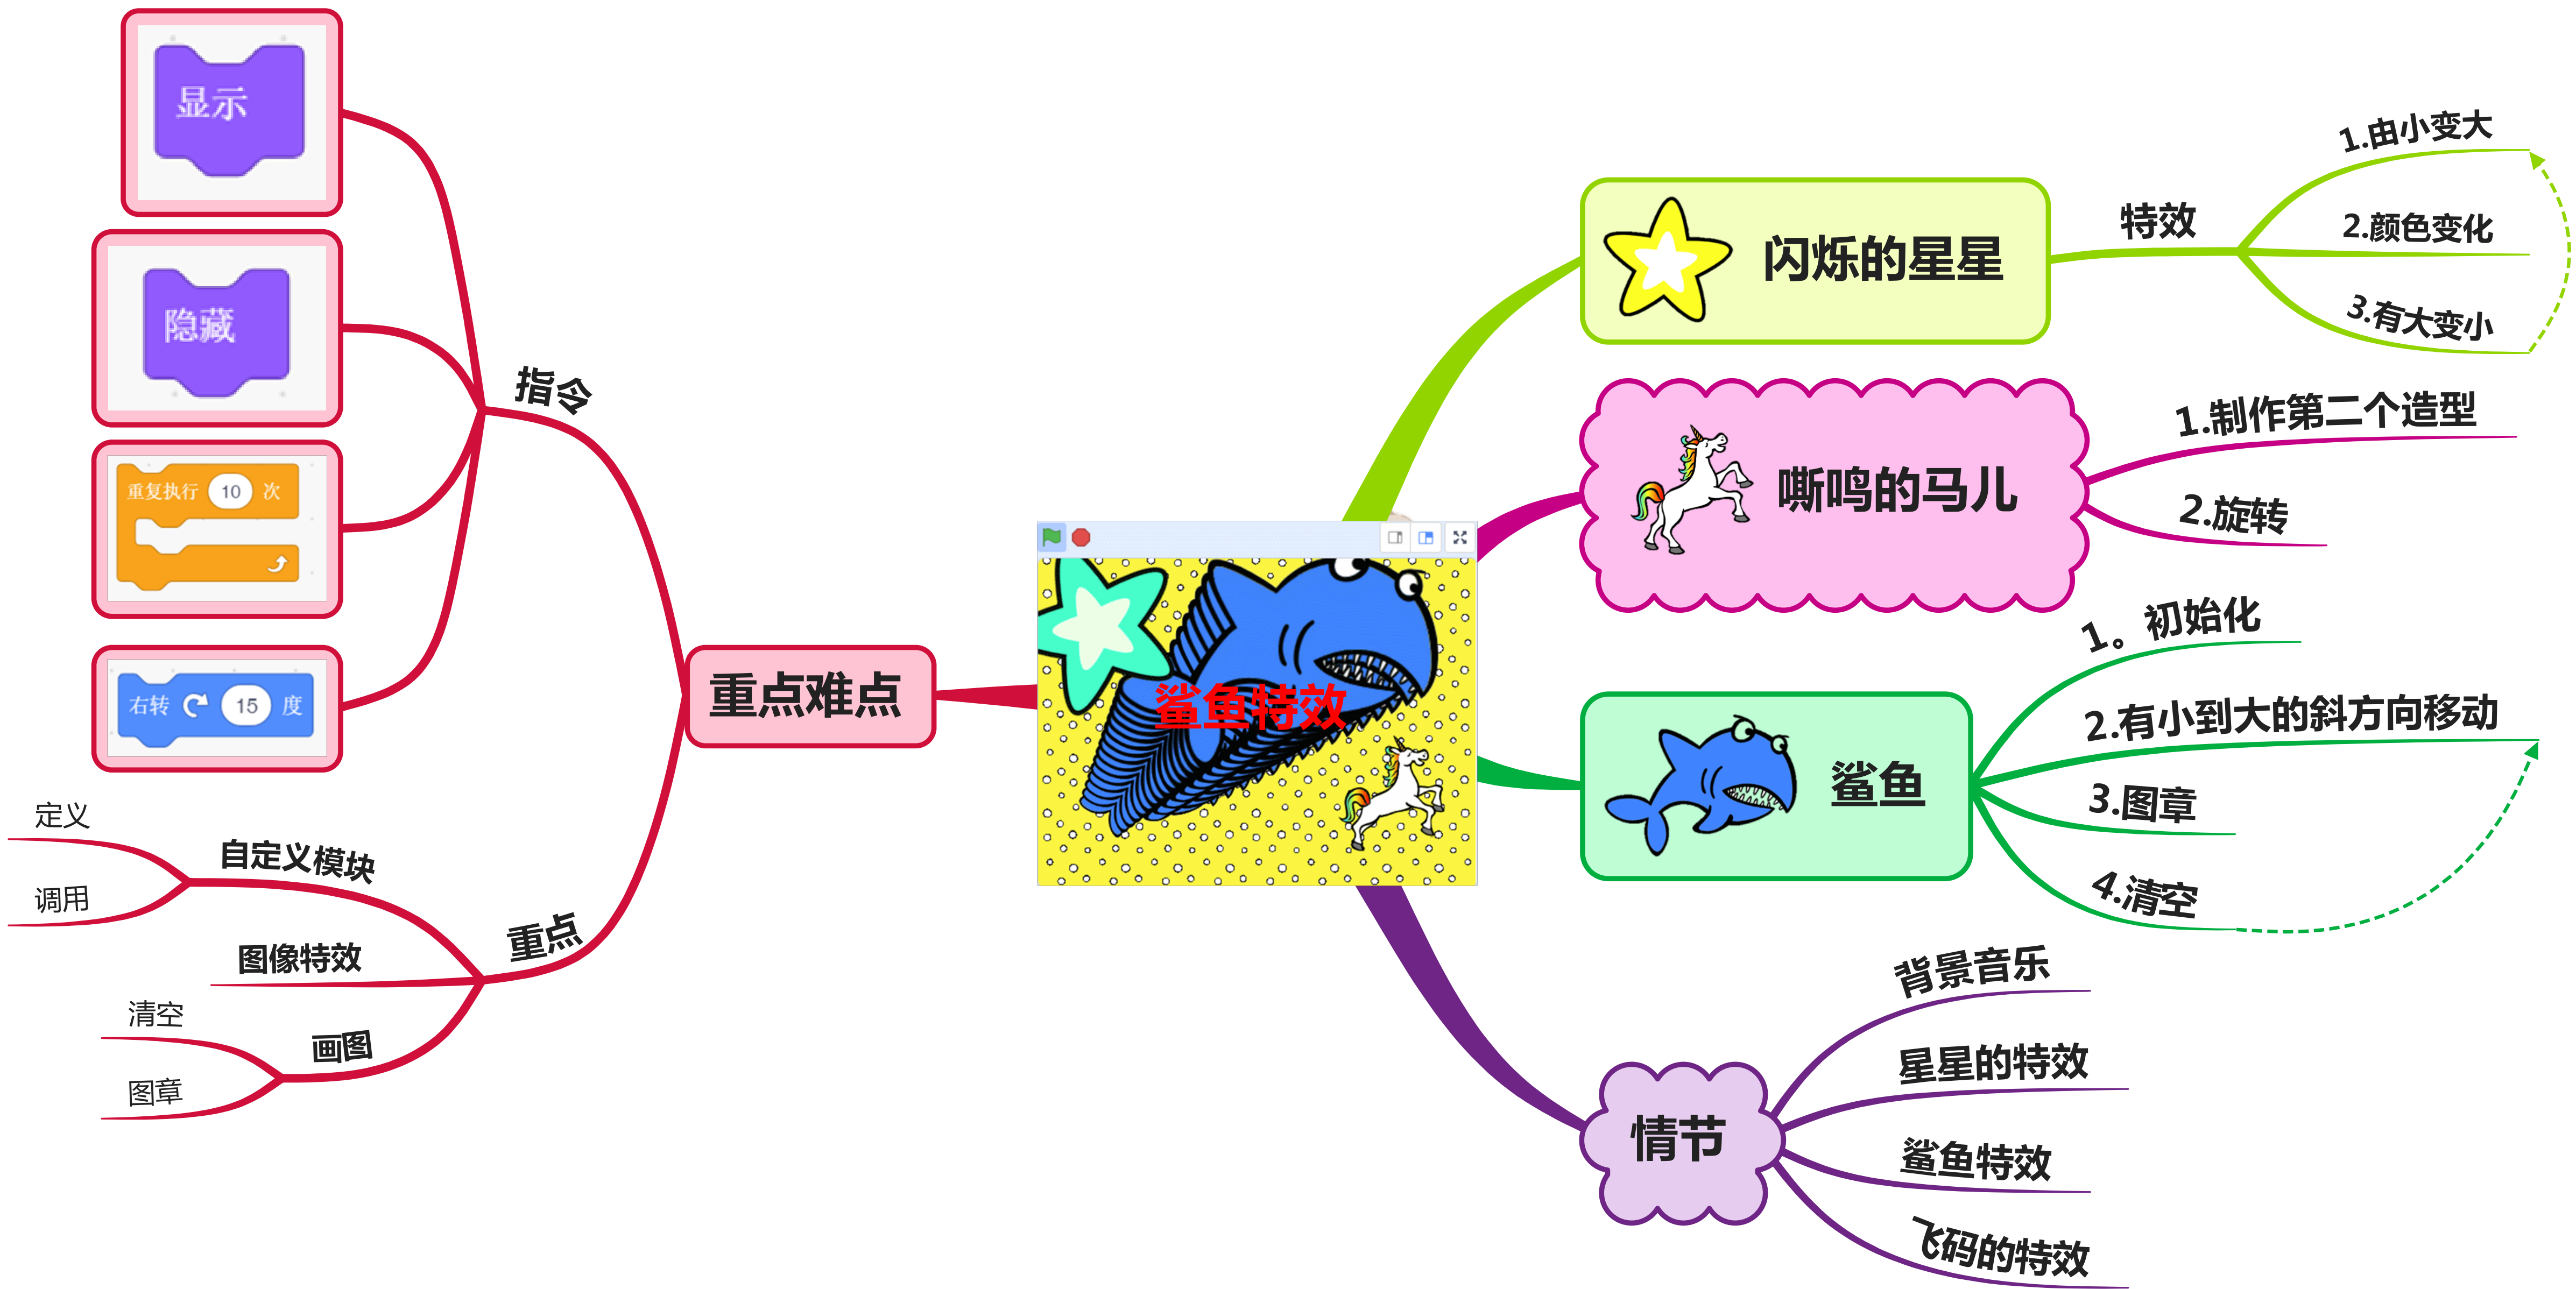 显示
隐藏
重复执行 10 次
右转 15 度
指令
重点难点
重点
自定义模块
定义
调用
图像特效
画图
清空
图章
鲨鱼特效
闪烁的星星
特效
1.由小变大
2.颜色变化
3.有大变小
嘶鸣的马儿
1.制作第二个造型
2.旋转
鲨鱼
1。初始化
2.有小到大的斜方向移动
3.图章
4.清空
情节
背景音乐
星星的特效
鲨鱼特效
飞码的特效